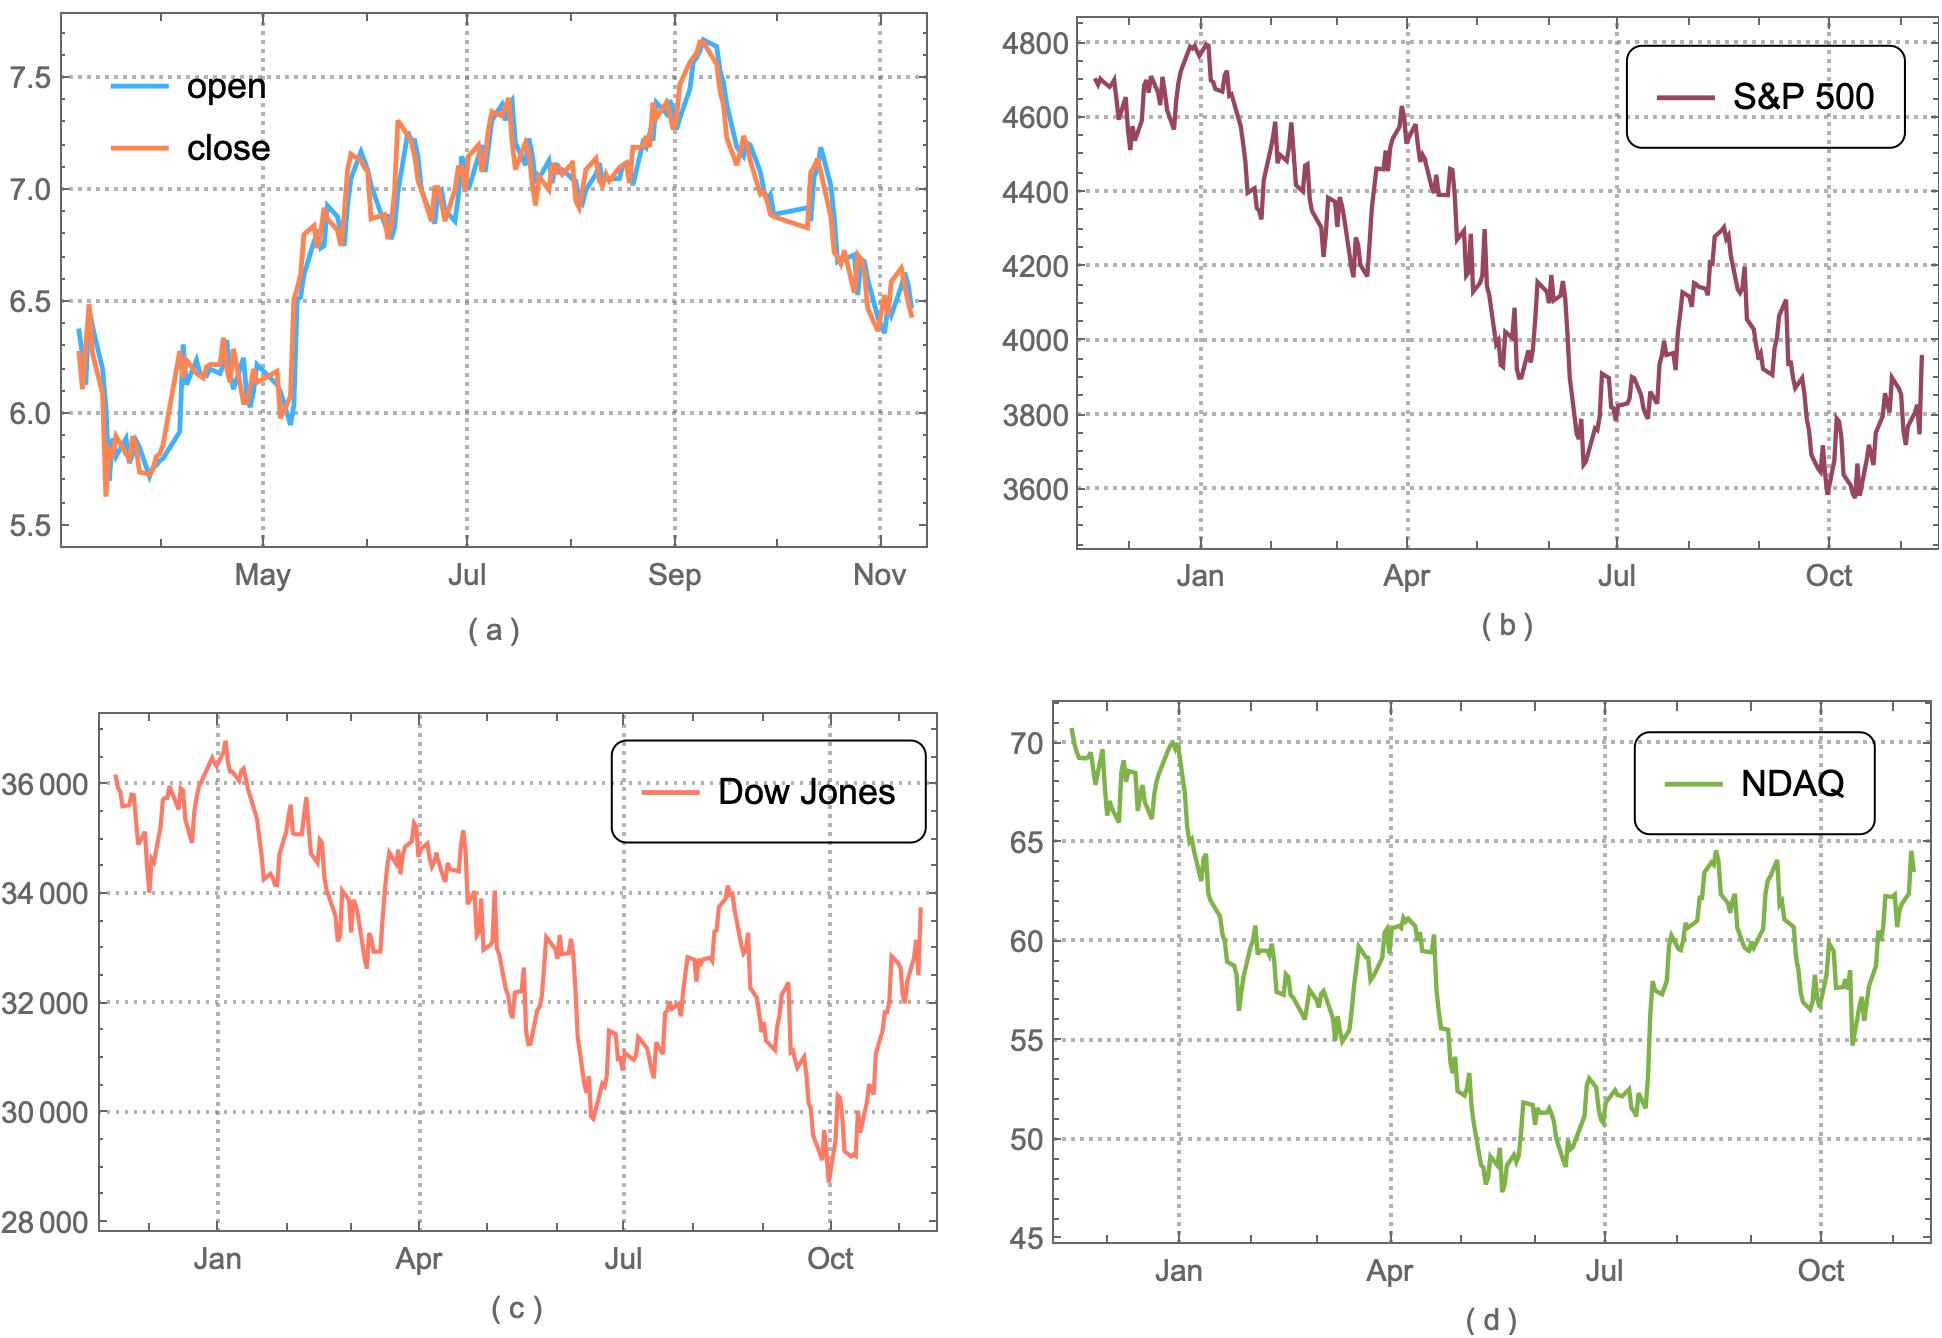 7.5
7.0
6.5
6.0
5.5
open
close
May Jul Sep Nov
( a )
4800
4600
4400
4200
4000
3800
3600
S&P 500
Jan Apr Jul Oct
( b )
36 000
34 000
32 000
30 000
28 000
Dow Jones
Jan Apr Jul Oct
( c )
70
65
60
55
50
45
NDAQ
Jan Apr Jul Oct
( d )